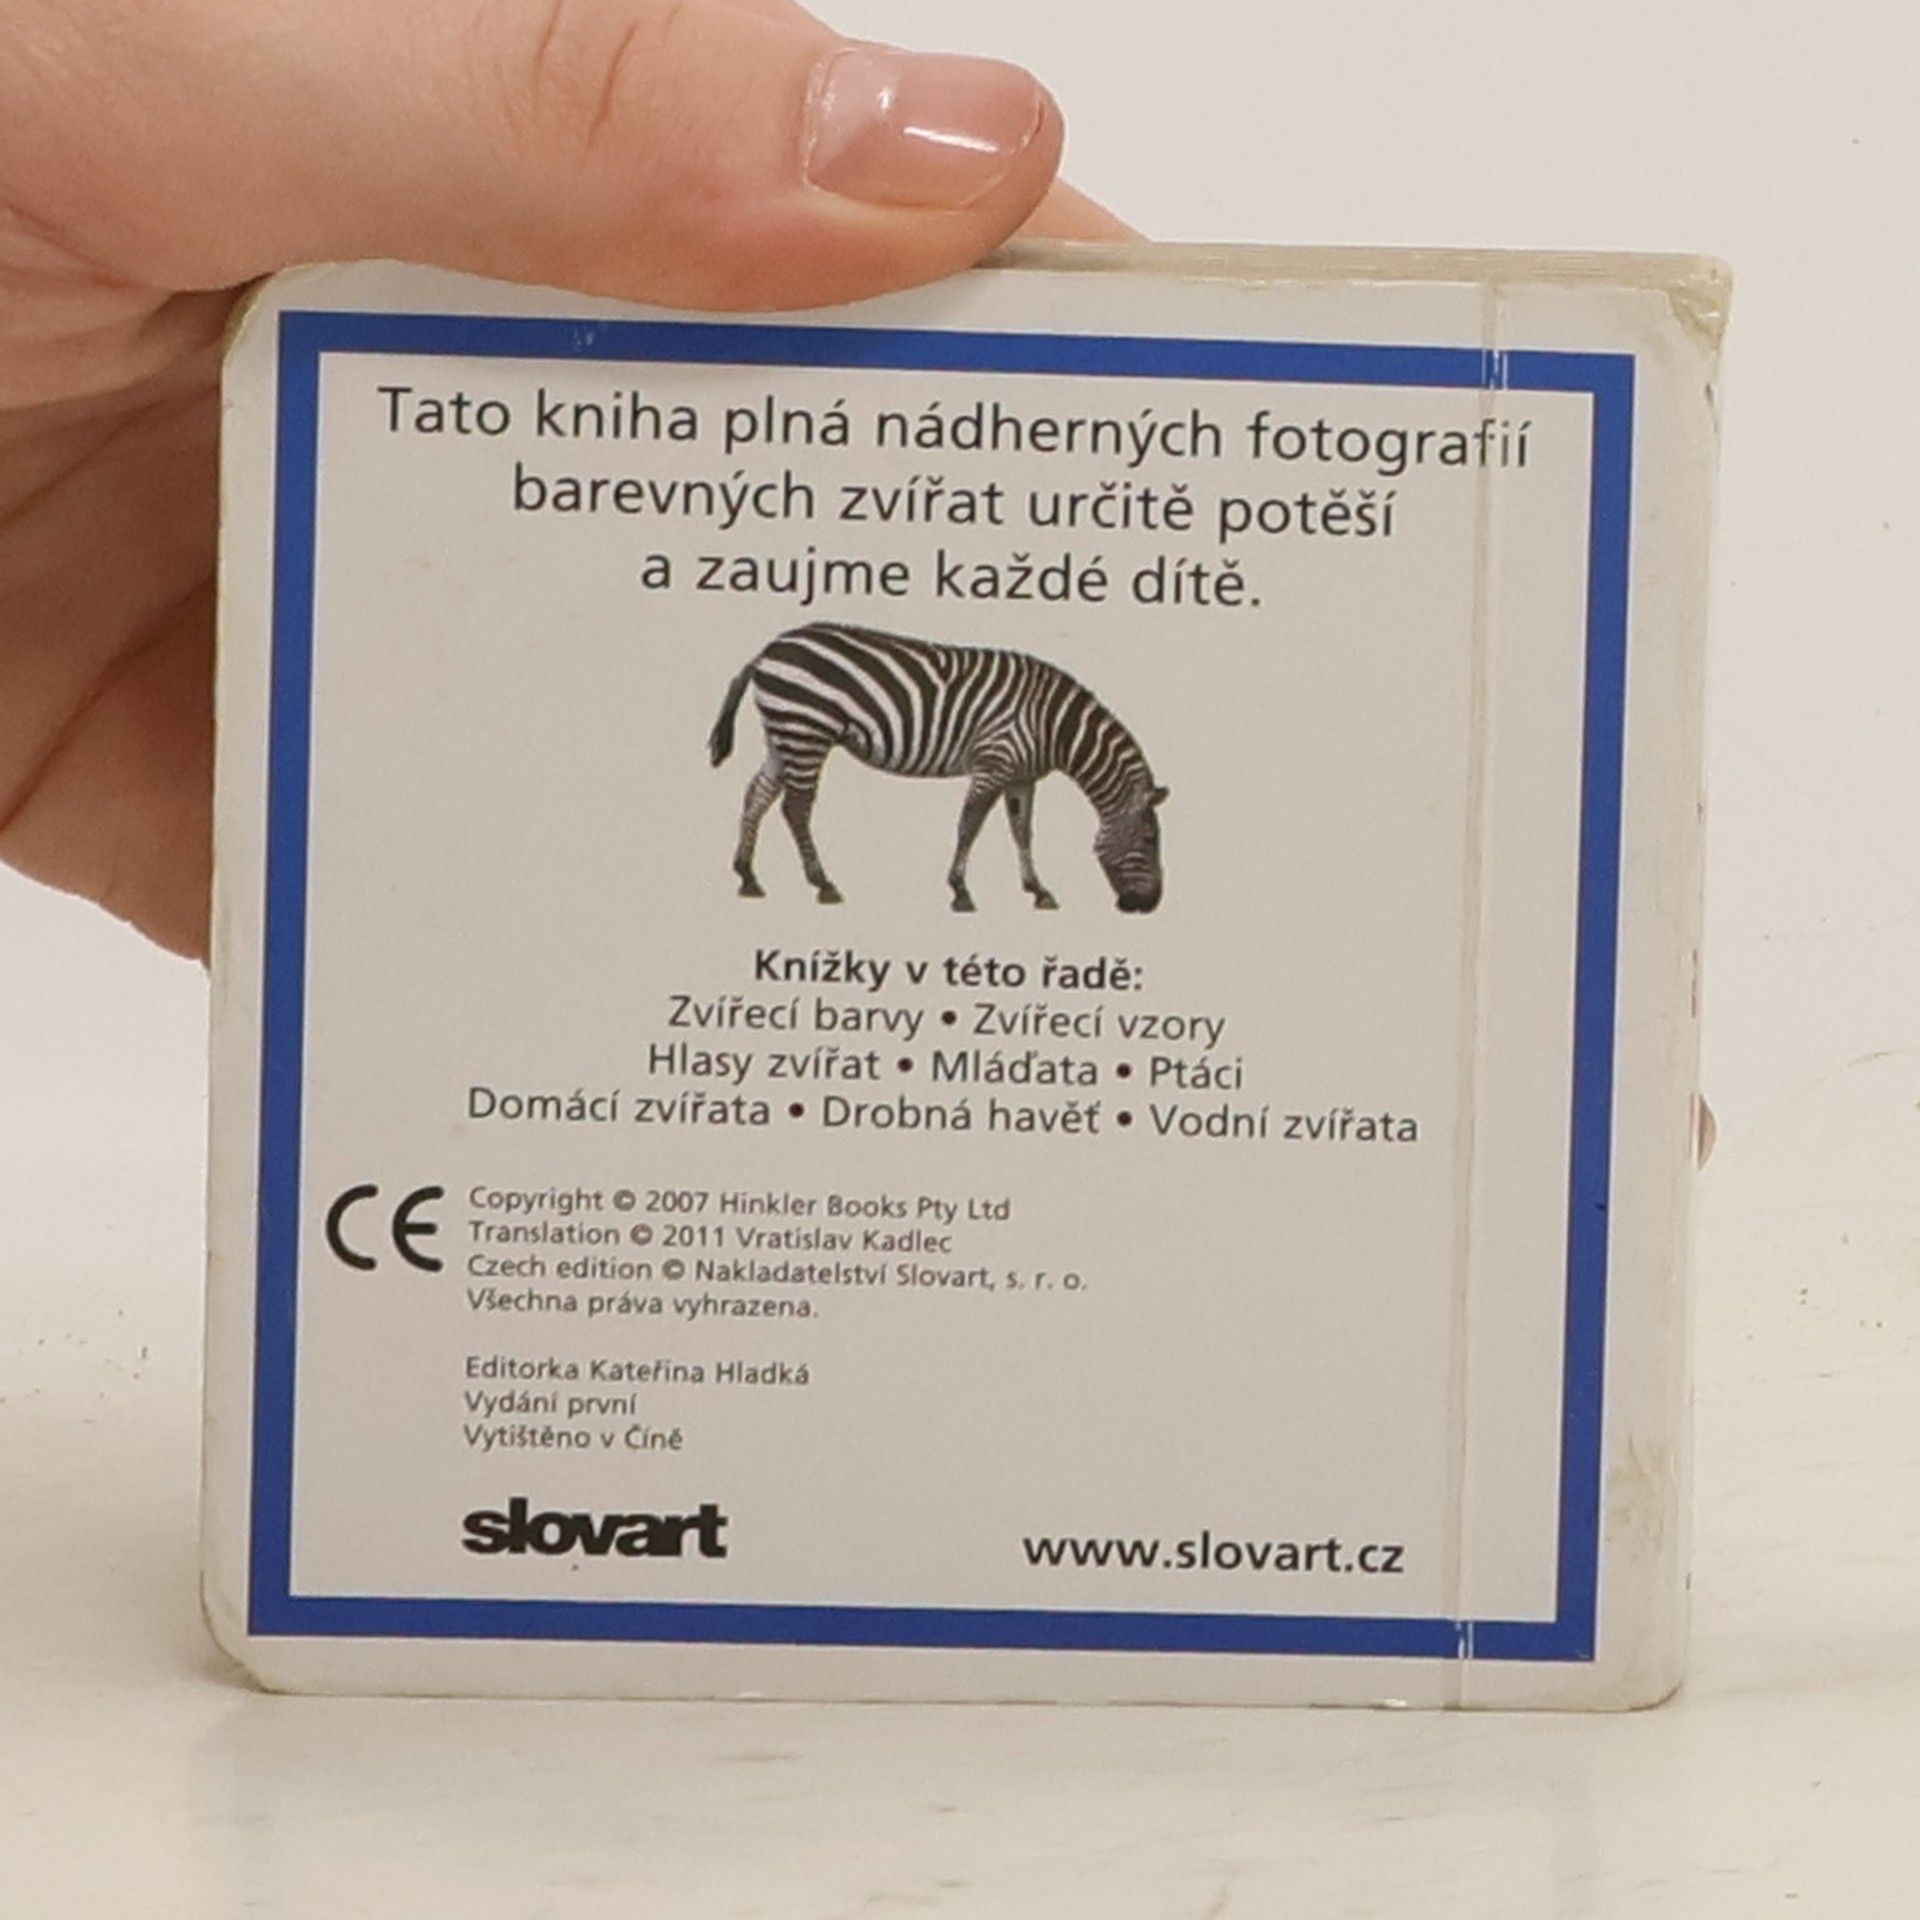 Tato kniha plná nádherných fotografií
barevných zvířat určitě potěší
a zaujme každé dítě.
Knížky v této řadě:
Zvířecí barvy • Zvířecí vzory
Hlasy zvířat • Mláďata • Ptáci
Domácí zvířata • Drobná havěť • Vodní zvířata
CE
Copyright © 2007 Hinkler Books Pty Ltd
Translation © 2011 Vratislav Kadlec
Czech edition © Nakladatelství Slovart, s. r. o.
Všechna práva vyhrazena.
Editorka Kateřina Hladká
Vydání první
Vytištěno v Číně
slovart
www.slovart.cz